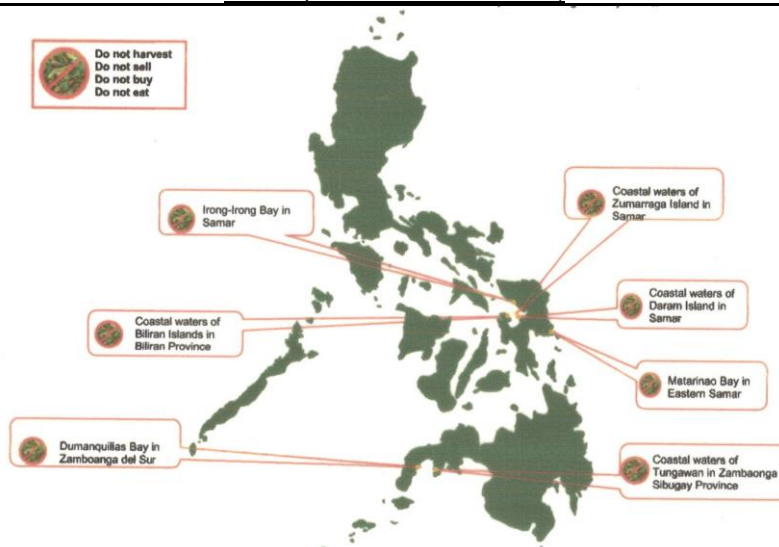 Do not harvest
Do not sell
Do not buy
Do not eat
Coastal waters of
Zumarraga Island in
Samar
Irong-Irong Bay in
Samar
Coastal waters of
Daram Island in
Samar
Coastal waters of
Biliran Islands in
Biliran Province
Matarinao Bay in
Eastern Samar
Dumanquillas Bay in
Zamboanga del Sur
Coastal waters of
Tungawan in Zambaonga
Sibugay Province